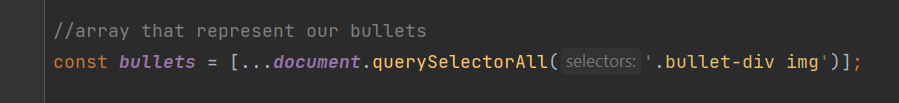 //array that represent our bullets
const bullets = [...document.querySelectorAll( selectors: '.bullet-div img')];